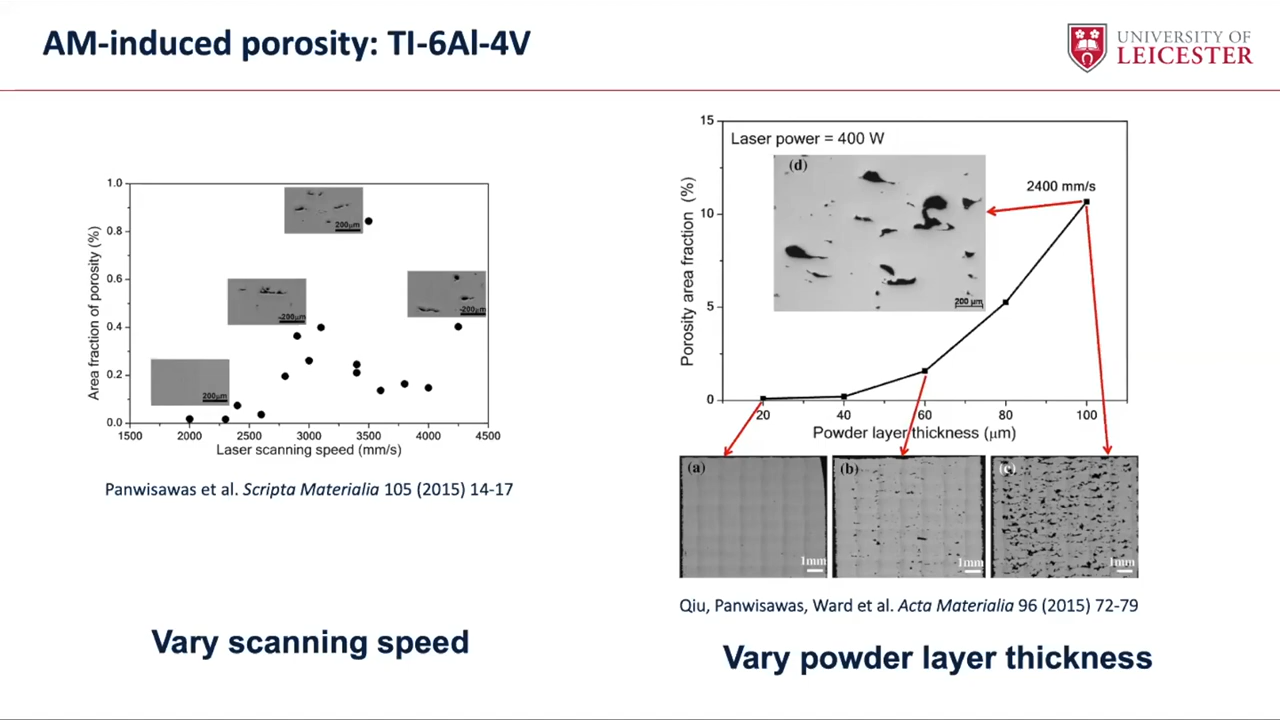 AM-induced porosity: TI-6Al-4V
UNIVERSITY OF
LEICESTER
Area fraction of porosity (%)
1.0
0.8
0.6
0.4
0.2
0.0
200μm
200μm
200μm
200μm
1500 2000 2500 3000 3500 4000 4500
Laser scanning speed (mm/s)
Panwisawas et al. Scripta Materialia 105 (2015) 14-17
Vary scanning speed
Porosity area fraction (%)
15
10
5
0
Laser power = 400 W
(d)
200 μm
2400 mm/s
20 40 60 80 100
Powder layer thickness (μm)
(a)
1mm
(b)
1mm
(c)
1mm
Qiu, Panwisawas, Ward et al. Acta Materialia 96 (2015) 72-79
Vary powder layer thickness